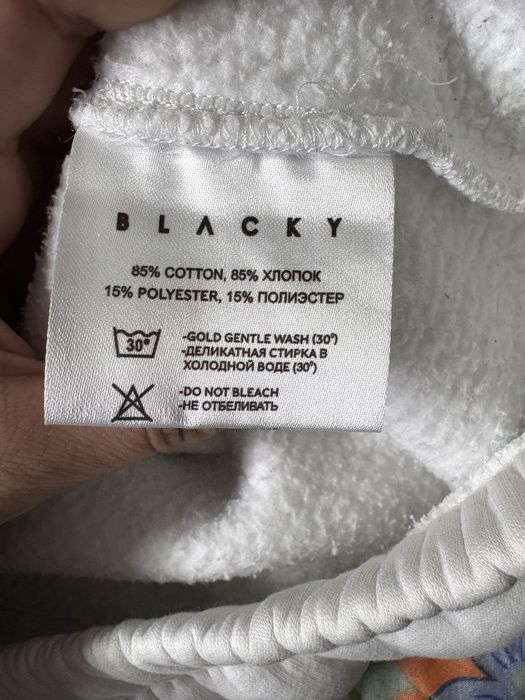 BLACKY
85% COTTON, 85% ХЛОПОК
15% POLYESTER, 15% ПОЛИЭСТЕР
30° -GOLD GENTLE WASH (30°)
-ДЕЛИКАТНАЯ СТИРКА В
ХОЛОДНОЙ ВОДЕ (30°)
-DO NOT BLEACH
-НЕ ОТБЕЛИВАТЬ